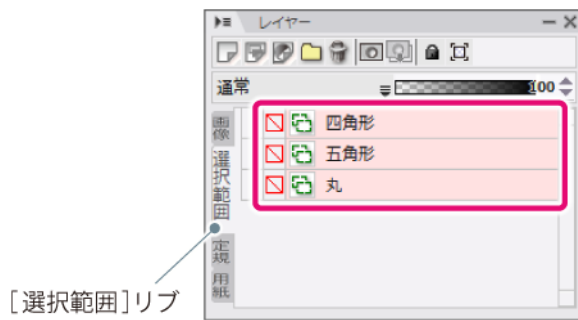 レイヤー
通常
100
画像
四角形
選択範囲
五角形
丸
定規
用紙
[選択範囲]リブ